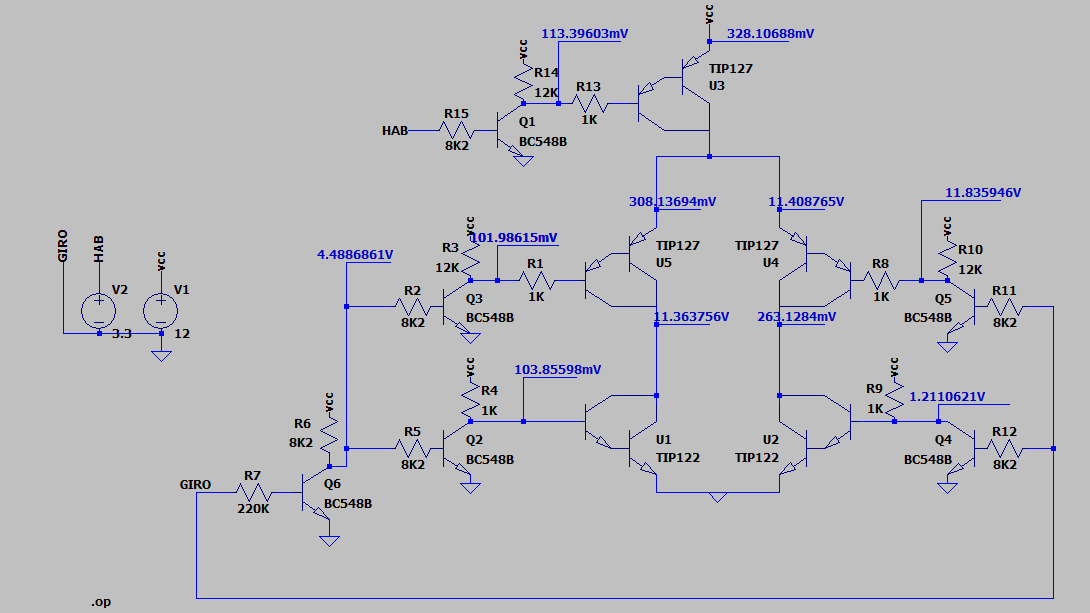 vcc
113.39603mV
328.10688mV
vcc
R14
12K
TIP127
U3
R13
1K
R15
HAB
8K2
Q1
BC548B
308.13694mV
11.408765V
11.835946V
GIRO
HAB
vcc
vcc
101.98615mV
vcc
4.4886861V
R3
12K
R1
1K
TIP127
U5
TIP127
U4
R8
1K
R10
12K
V2
3.3
V1
12
R2
8K2
Q3
BC548B
11.363756V
263.1284mV
Q5
BC548B
R11
8K2
vcc
103.85598mV
vcc
R4
1K
R9
1K
1.2110621V
vcc
R6
8K2
R5
8K2
Q2
BC548B
U1
TIP122
U2
TIP122
Q4
BC548B
R12
8K2
GIRO
R7
220K
Q6
BC548B
.op